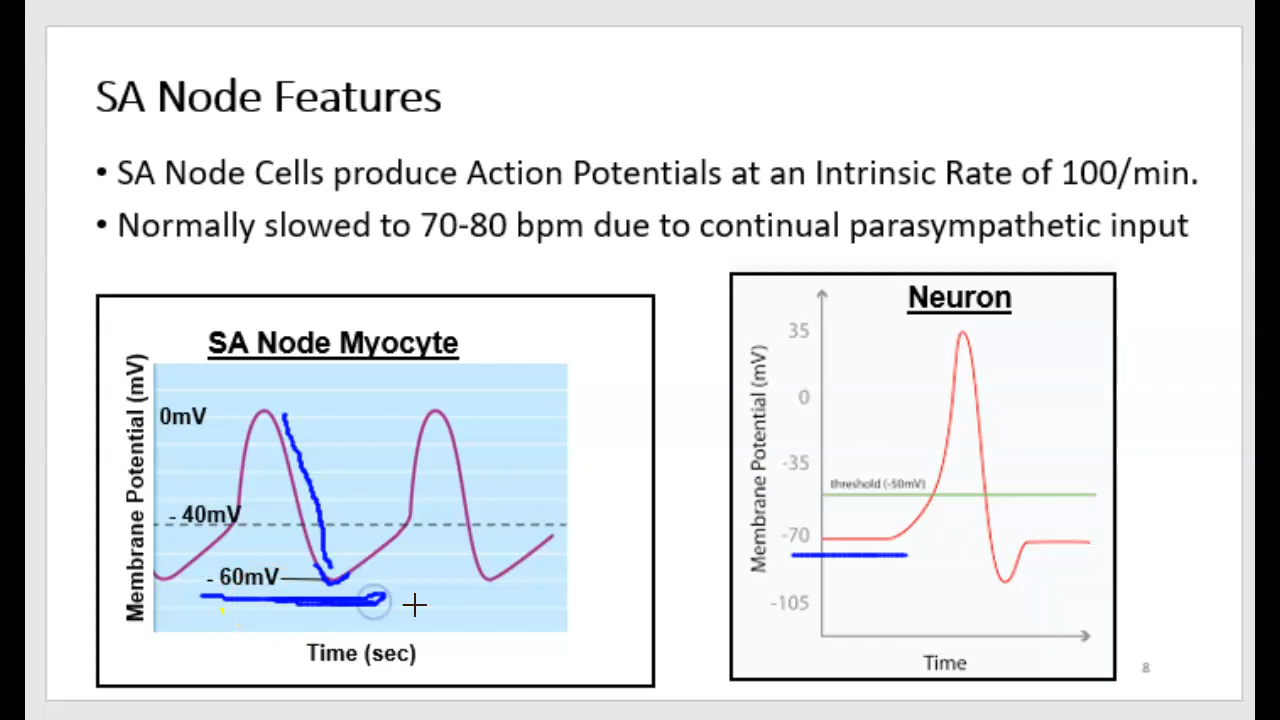 SA Node Features
• SA Node Cells produce Action Potentials at an Intrinsic Rate of 100/min.
• Normally slowed to 70-80 bpm due to continual parasympathetic input
SA Node Myocyte
Membrane Potential (mV)
0mV
- 40mV
- 60mV
Time (sec)
Neuron
Membrane Potential (mV)
35
0
-35
threshold (-50mV)
-70
-105
Time
8